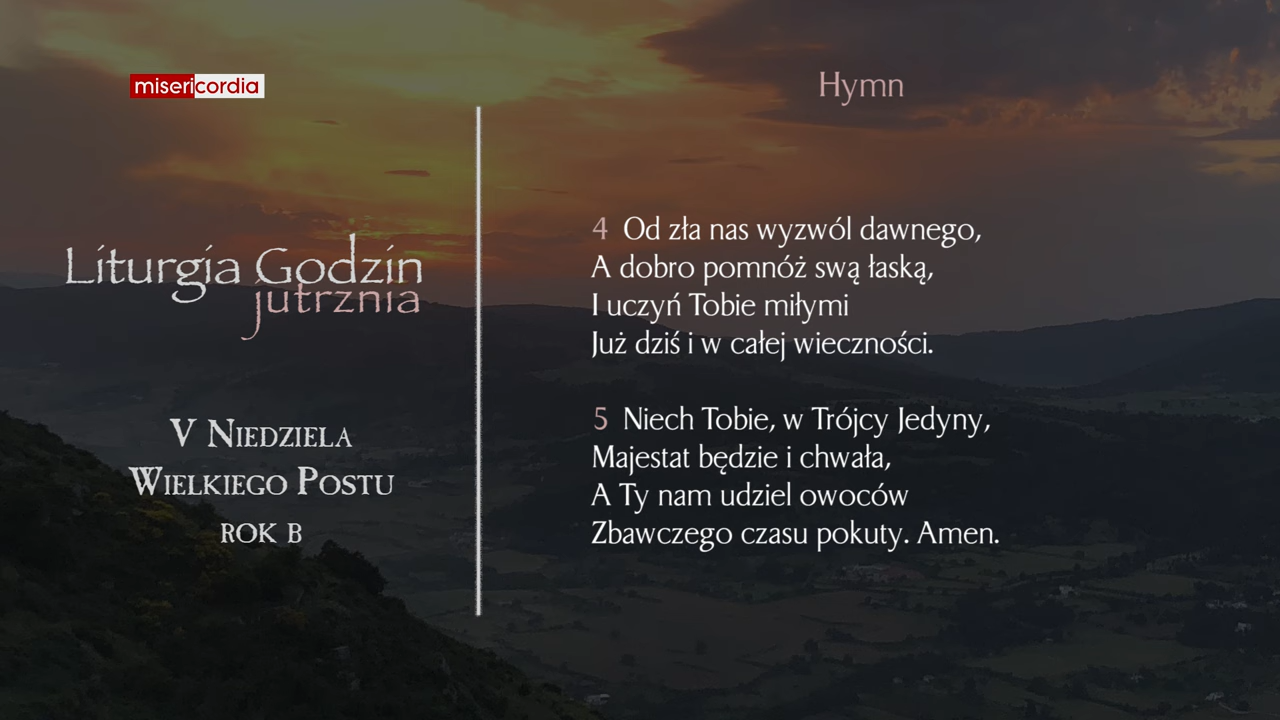 misericordia
Liturgia Godzin
jutrznia
V Niedziela
Wielkiego Postu
rok B
Hymn
4 Od zła nas wyzwól dawnego,
A dobro pomnóż swą łaską,
I uczyń Tobie miłymi
Już dziś i w całej wieczności.
5 Niech Tobie, w Trójcy Jedyny,
Majestat będzie i chwała,
A Ty nam udziel owoców
Zbawczego czasu pokuty. Amen.